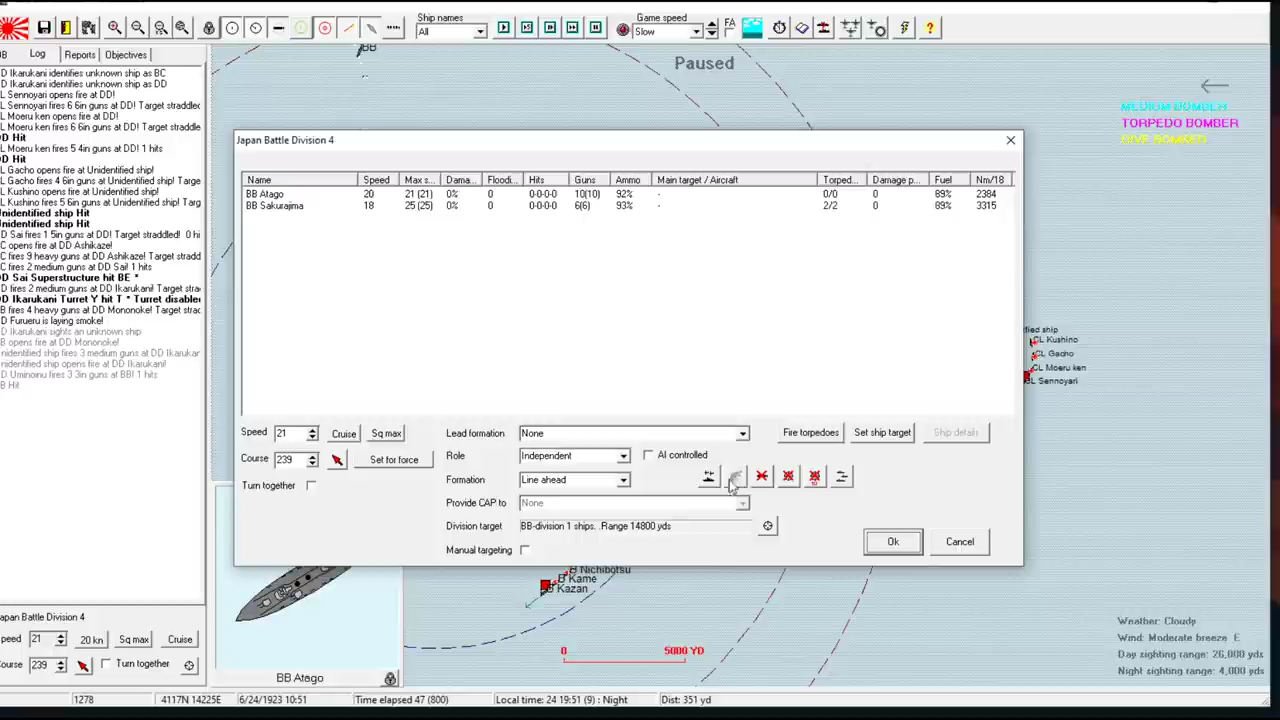 Ship names
All
Game speed
Slow
FA
DB
Log
Reports
Objectives
D Ikarukani identifies unknown ship as BC
D Ikarukani identifies unknown ship as DD
L Sennoyari opens fire at DD!
L Sennoyari fires 6 6in guns at DD! Target straddled
L Moeru ken opens fire at DD!
L Moeru ken fires 6 6in guns at DD! Target straddle
DD Hit
L Moeru ken fires 5 4in guns at DD! 1 hits
DD Hit
L Gacho opens fire at Unidentified ship!
L Gacho fires 4 6in guns at Unidentified ship! Targe
L Kushino opens fire at Unidentified ship!
L Kushino fires 5 6in guns at Unidentified ship! Targe
Unidentified ship Hit
Unidentified ship Hit
D Sai fires 1 5in guns at DD! Target straddled! 0 hi
C opens fire at DD Ashikaze!
C fires 9 heavy guns at DD Ashikaze! Target stradd
C fires 2 medium guns at DD Sai! 1 hits
DD Sai Superstructure hit BE *
D fires 2 medium guns at DD Ikarukani! Target stra
DD Ikarukani Turret Y hit T * Turret disable
B fires 4 heavy guns at DD Mononoke! Target strac
D Furueru is laying smoke!
D Ikarukani sights an unknown ship
B opens fire at DD Mononoke!
nidentified ship fires 3 medium guns at DD Ikarukar
nidentified ship opens fire at DD Ikarukani!
D Uminoinu fires 3 3in guns at BB! 1 hits
B Hit
BB
Paused
MEDIUM BOMBER
TORPEDO BOMBER
DIVE BOMBER
Japan Battle Division 4
Name Speed Max s... Dama... Floodi... Hits Guns Ammo Main target / Aircraft Torped... Damage p... Fuel Nm/18
BB Atago 20 21 (21) 0% 0 0-0-0-0 10(10) 92% - 0/0 0 89% 2384
BB Sakurajima 18 25 (25) 0% 0 0-0-0-0 6(6) 93% - 2/2 0 89% 3315
Speed 21 Cruise Sq max
Course 239 Set for force
Turn together
Lead formation None
Role Independent AI controlled
Formation Line ahead
Provide CAP to None
Division target BB-division 1 ships. .Range 14800 yds
Manual targeting
Fire torpedoes Set ship target Ship details
Ok Cancel
fied ship
CL Kushino
CL Gacho
CL Moeru ken
CL Sennoyari
B Nichibotsu
B Kame
Kazan
0 5000 YD
Weather: Cloudy
Wind: Moderate breeze E
Day sighting range: 26,000 yds
Night sighting range: 4,000 yds
Japan Battle Division 4
peed 21 20 kn Sq max Cruise
Course 239 Turn together
BB Atago
1278 4117N 14225E 6/24/1923 10:51 Time elapsed 47 (800) Local time: 24 19:51 (9) : Night Dist: 351 yd